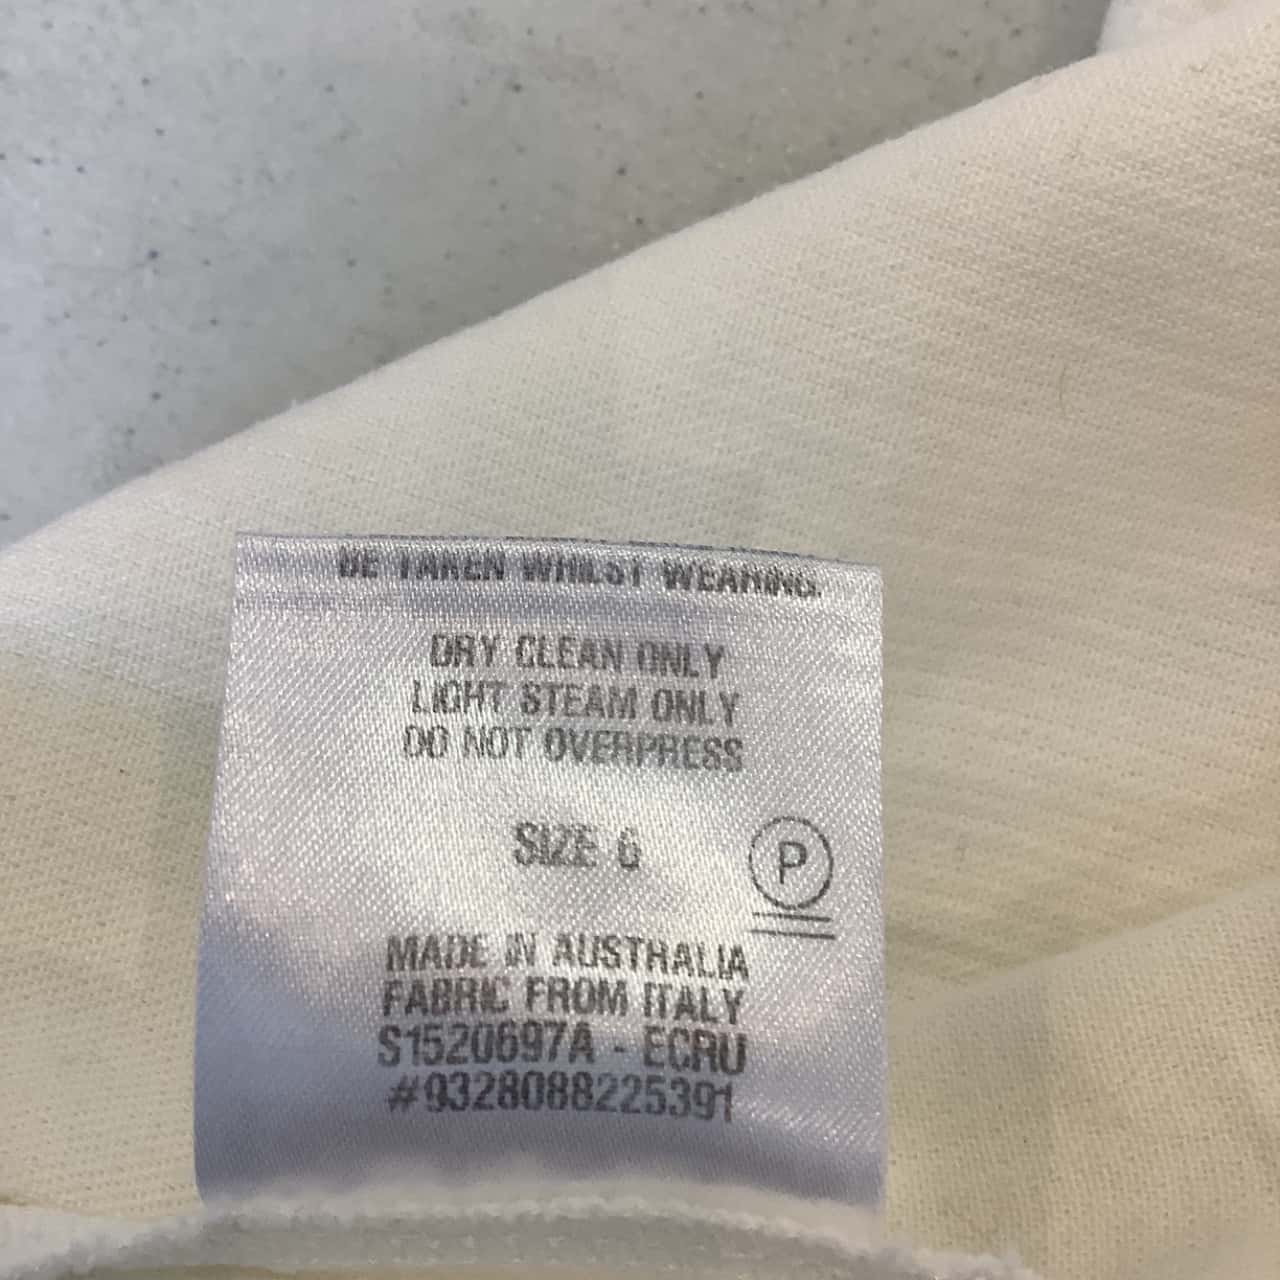 BE TAKEN WHILST WEARING.
DRY CLEAN ONLY
LIGHT STEAM ONLY
DO NOT OVERPRESS
SIZE 6
P
MADE IN AUSTRALIA
FABRIC FROM ITALY
S1520697A - ECRU
#9328088225391